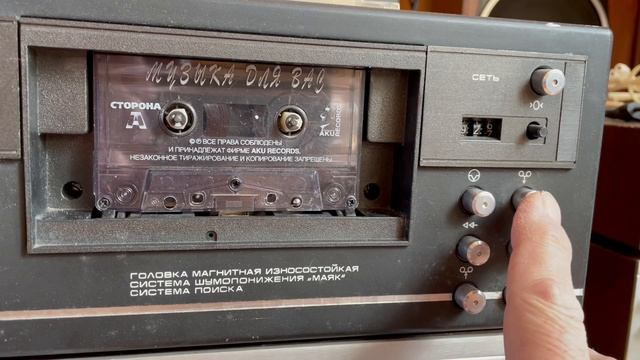 МУЗЫКА ДЛЯ ВАС
СТОРОНА
А
AKU
RECORDS
© ℗ ВСЕ ПРАВА СОБЛЮДЕНЫ
И ПРИНАДЛЕЖАТ ФИРМЕ AKU RECORDS.
НЕЗАКОННОЕ ТИРАЖИРОВАНИЕ И КОПИРОВАНИЕ ЗАПРЕЩЕНЫ
СЕТЬ
›0‹
ГОЛОВКА МАГНИТНАЯ ИЗНОСОСТОЙКАЯ
СИСТЕМА ШУМОПОНИЖЕНИЯ „МАЯК"
СИСТЕМА ПОИСКА